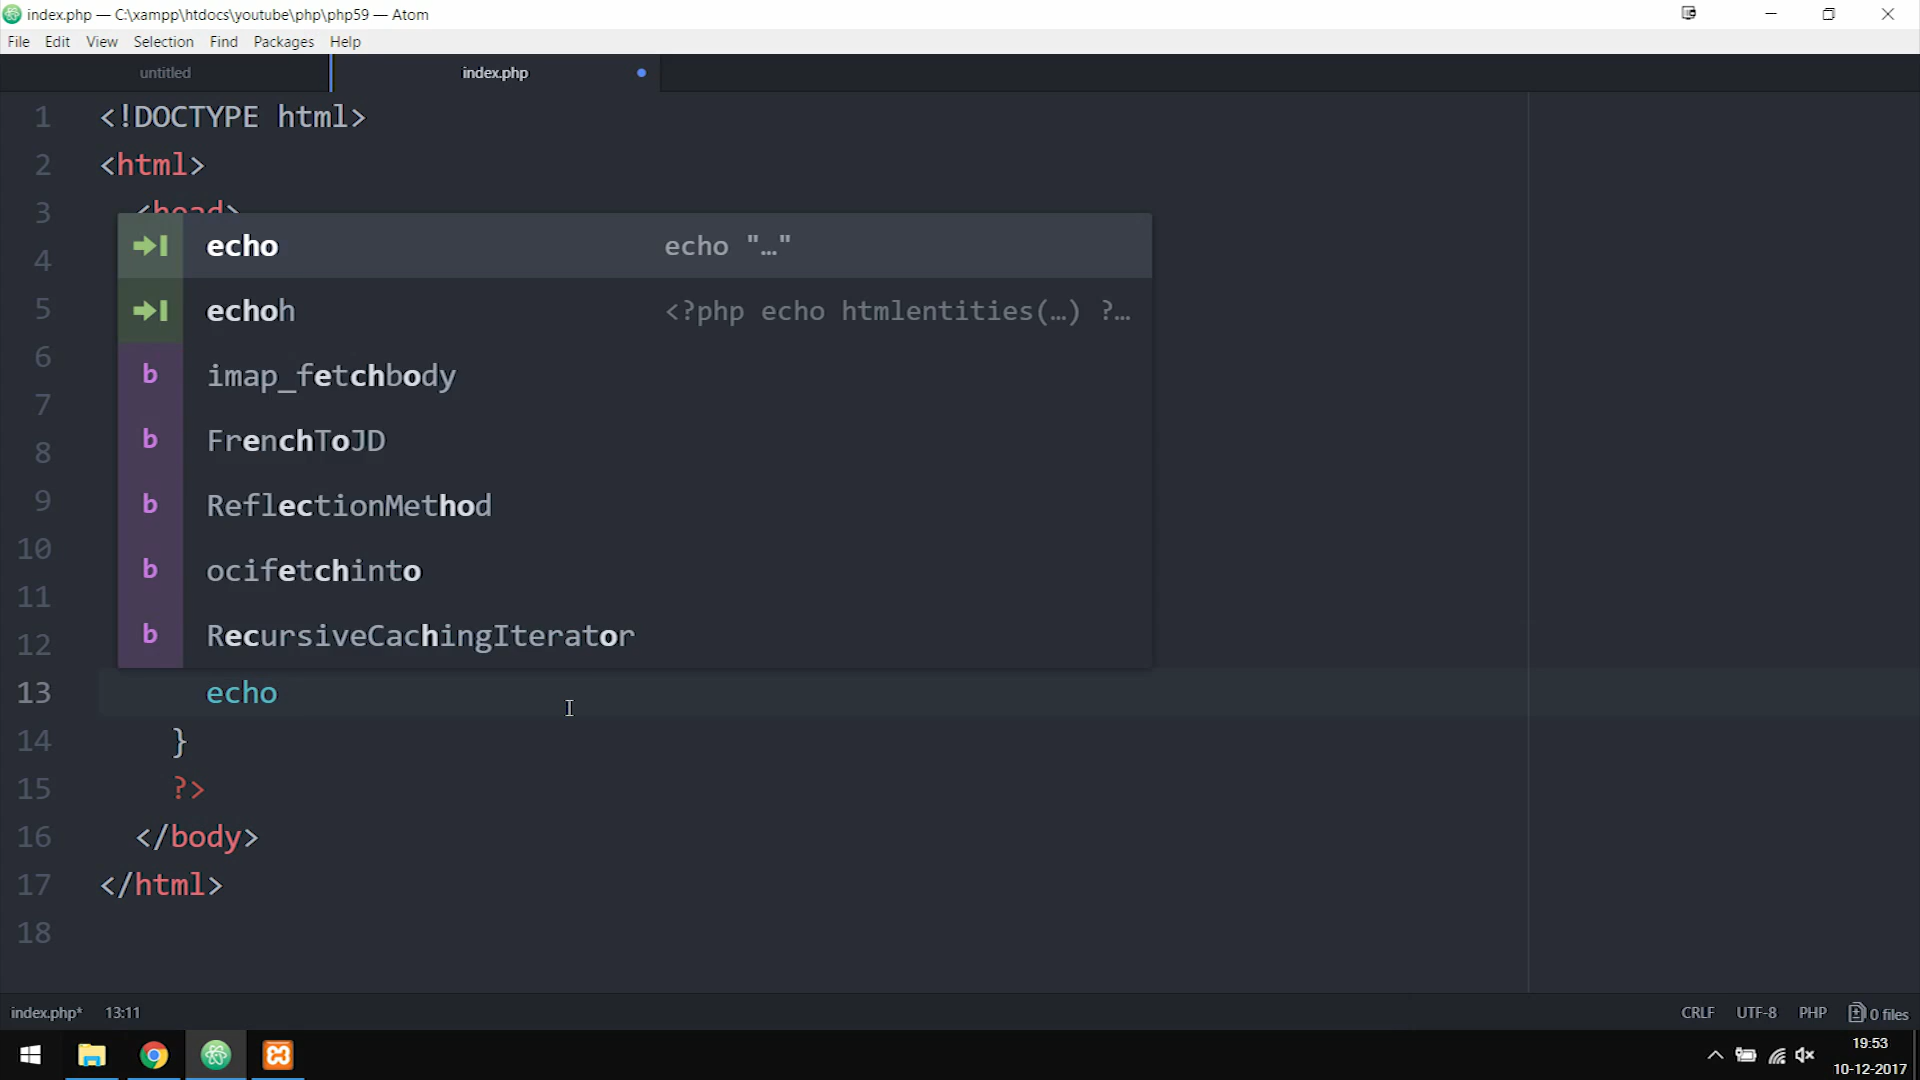 index.php — C:\xampp\htdocs\youtube\php\php59 — Atom
File Edit View Selection Find Packages Help
untitled index.php
1 <!DOCTYPE html>
2 <html>
3 <head>
4 echo echo "…"
5 echoh <?php echo htmlentities(…) ?…
6 imap_fetchbody
7
8 FrenchToJD
9 ReflectionMethod
10
11 ocifetchinto
12 RecursiveCachingIterator
13 echo
14 }
15 ?>
16 </body>
17 </html>
18
index.php* 13:11 CRLF UTF-8 PHP 0 files
19:53
10-12-2017